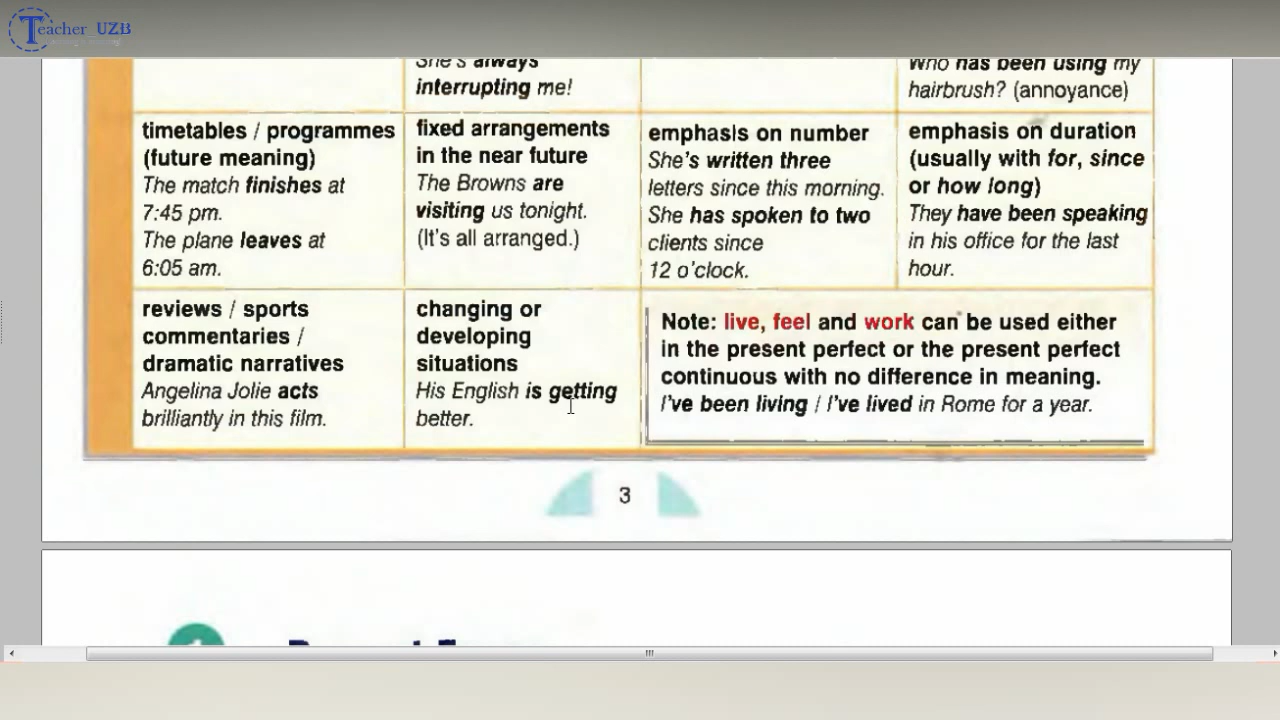 Teacher_UZB
She's always
interrupting me!
Who has been using my
hairbrush? (annoyance)
timetables / programmes
(future meaning)
The match finishes at
7:45 pm.
The plane leaves at
6:05 am.
fixed arrangements
in the near future
The Browns are
visiting us tonight.
(It's all arranged.)
emphasis on number
She's written three
letters since this morning.
She has spoken to two
clients since
12 o'clock.
emphasis on duration
(usually with for, since
or how long)
They have been speaking
in his office for the last
hour.
reviews / sports
commentaries /
dramatic narratives
Angelina Jolie acts
brilliantly in this film.
changing or
developing
situations
His English is getting
better.
Note: live, feel and work can be used either
in the present perfect or the present perfect
continuous with no difference in meaning.
I've been living / I've lived in Rome for a year.
3